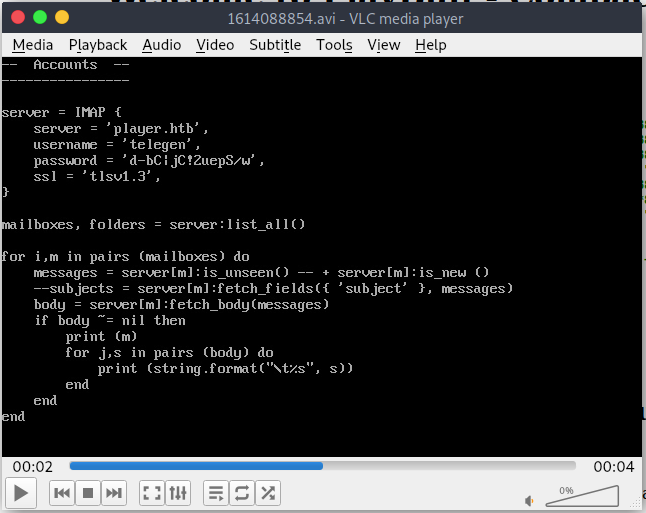 1614088854.avi - VLC media player
Media Playback Audio Video Subtitle Tools View Help
-- Accounts --
----------------
server = IMAP {
    server = 'player.htb',
    username = 'telegen',
    password = 'd-bC|jC!2uepS/w',
    ssl = 'tlsv1.3',
}
mailboxes, folders = server:list_all()
for i,m in pairs (mailboxes) do
    messages = server[m]:is_unseen() -- + server[m]:is_new ()
    --subjects = server[m]:fetch_fields({ 'subject' }, messages)
    body = server[m]:fetch_body(messages)
    if body ~= nil then
        print (m)
        for j,s in pairs (body) do
            print (string.format("\t%s", s))
        end
    end
end
00:02 00:04
0%